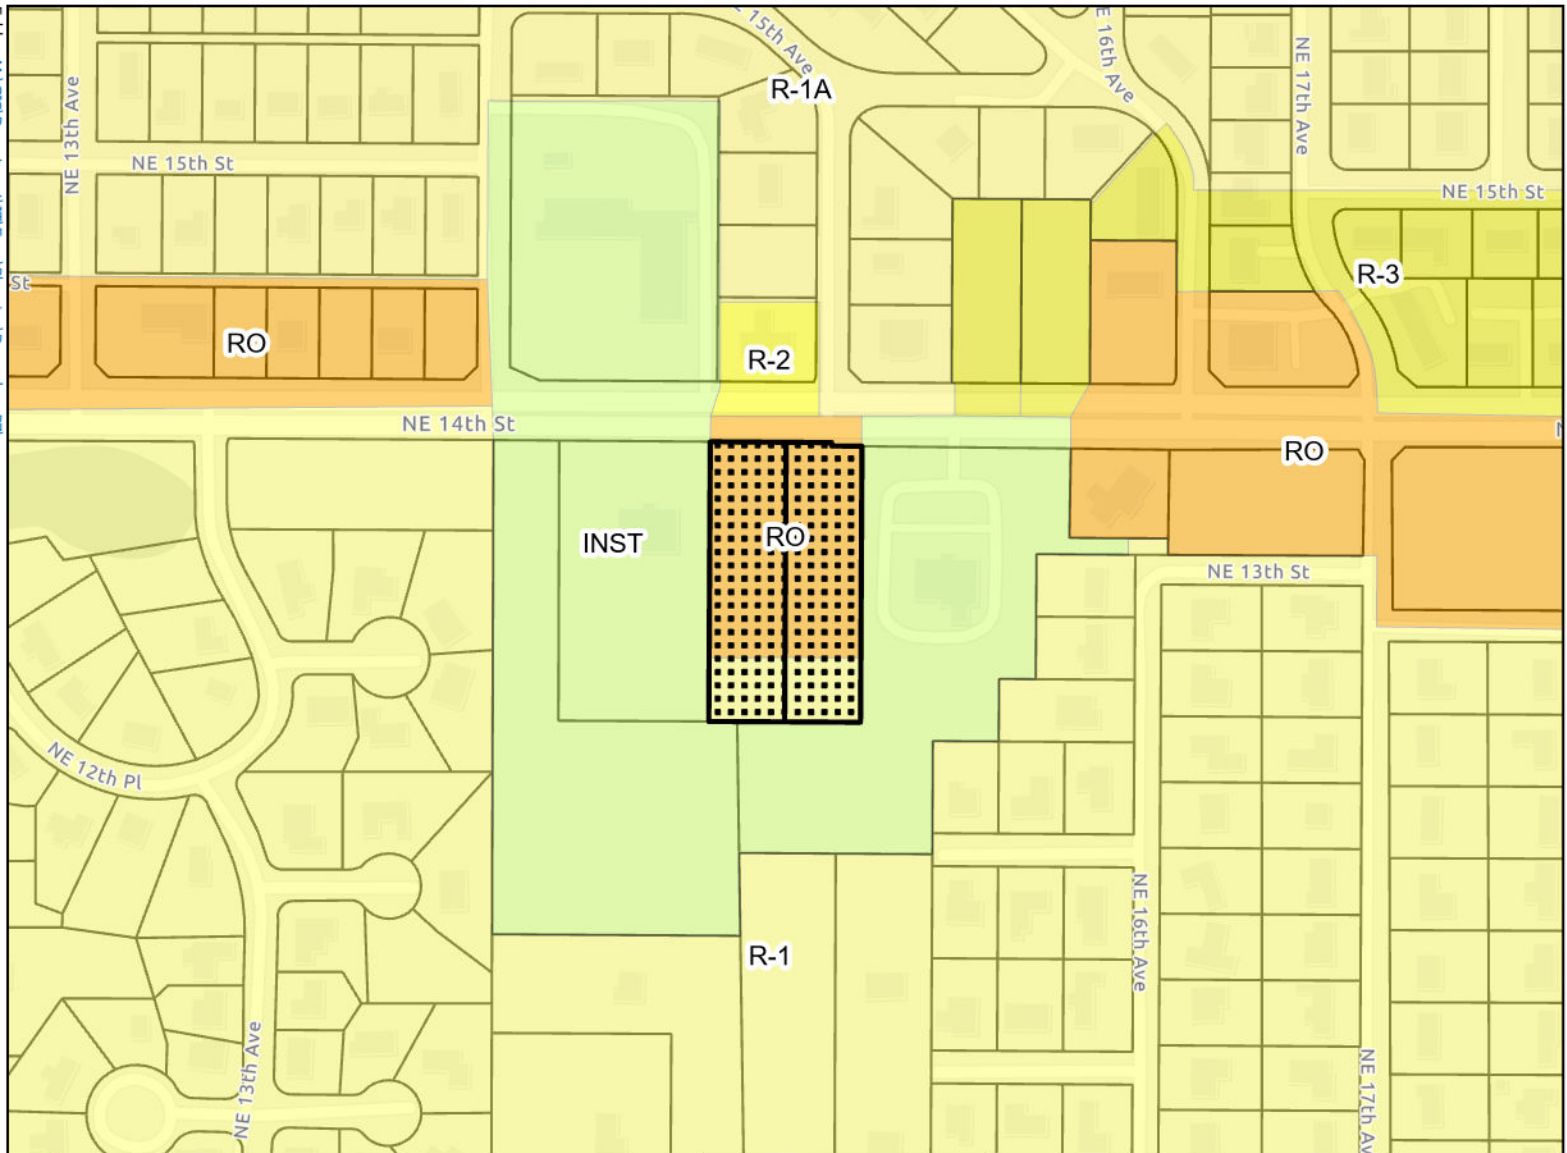 NE 15th Ave
NE 16th Ave
R-1A
NE 17th Ave
NE 13th Ave
NE 15th St
NE 15th St
R-3
St
RO
R-2
NE 14th St
RO
INST
RO
NE 13th St
NE 12th Pl
NE 16th Ave
R-1
NE 13th Ave
NE 17th Av